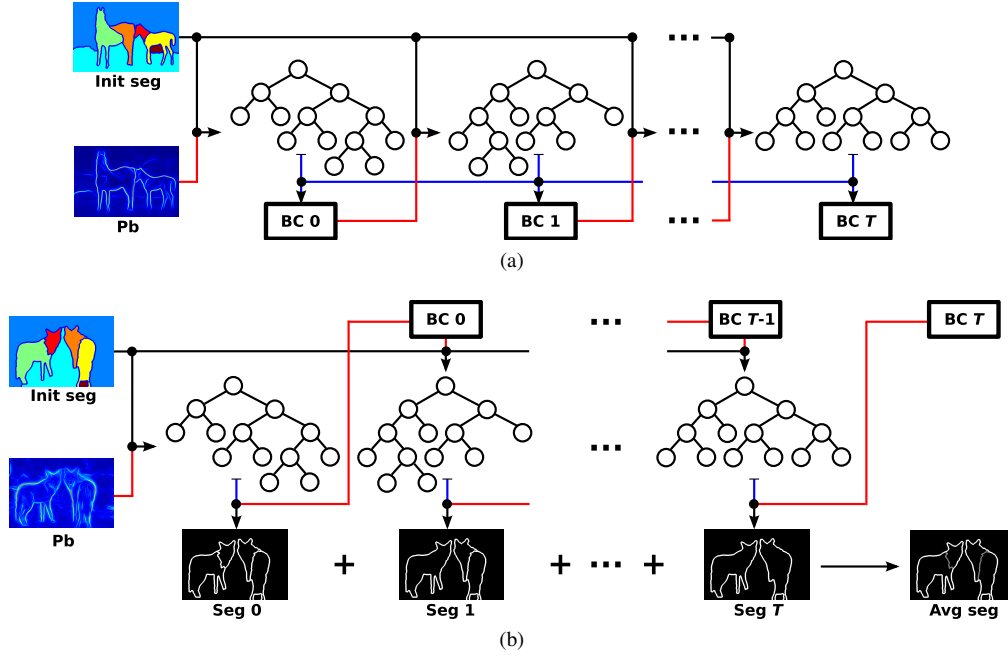 Init seg
Pb
BC 0
BC 1
BC T
(a)
BC 0
BC T-1
BC T
Init seg
Pb
Seg 0
+
Seg 1
+
+
Seg T
Avg seg
(b)